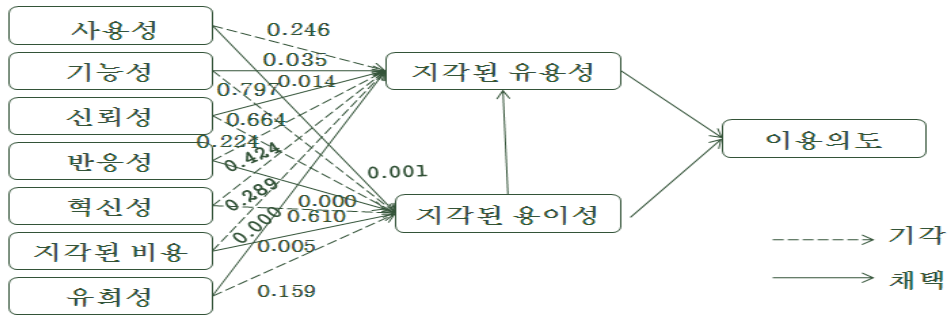 사용성
0.246
기능성
0.035
지각된 유용성
0.797
0.014
신뢰성
0.664
0.224
이용의도
반응성
0.424
0.001
혁신성
0.289
0.000
0.610
지각된 용이성
0.000
기각
지각된 비용
0.005
채택
유희성
0.159